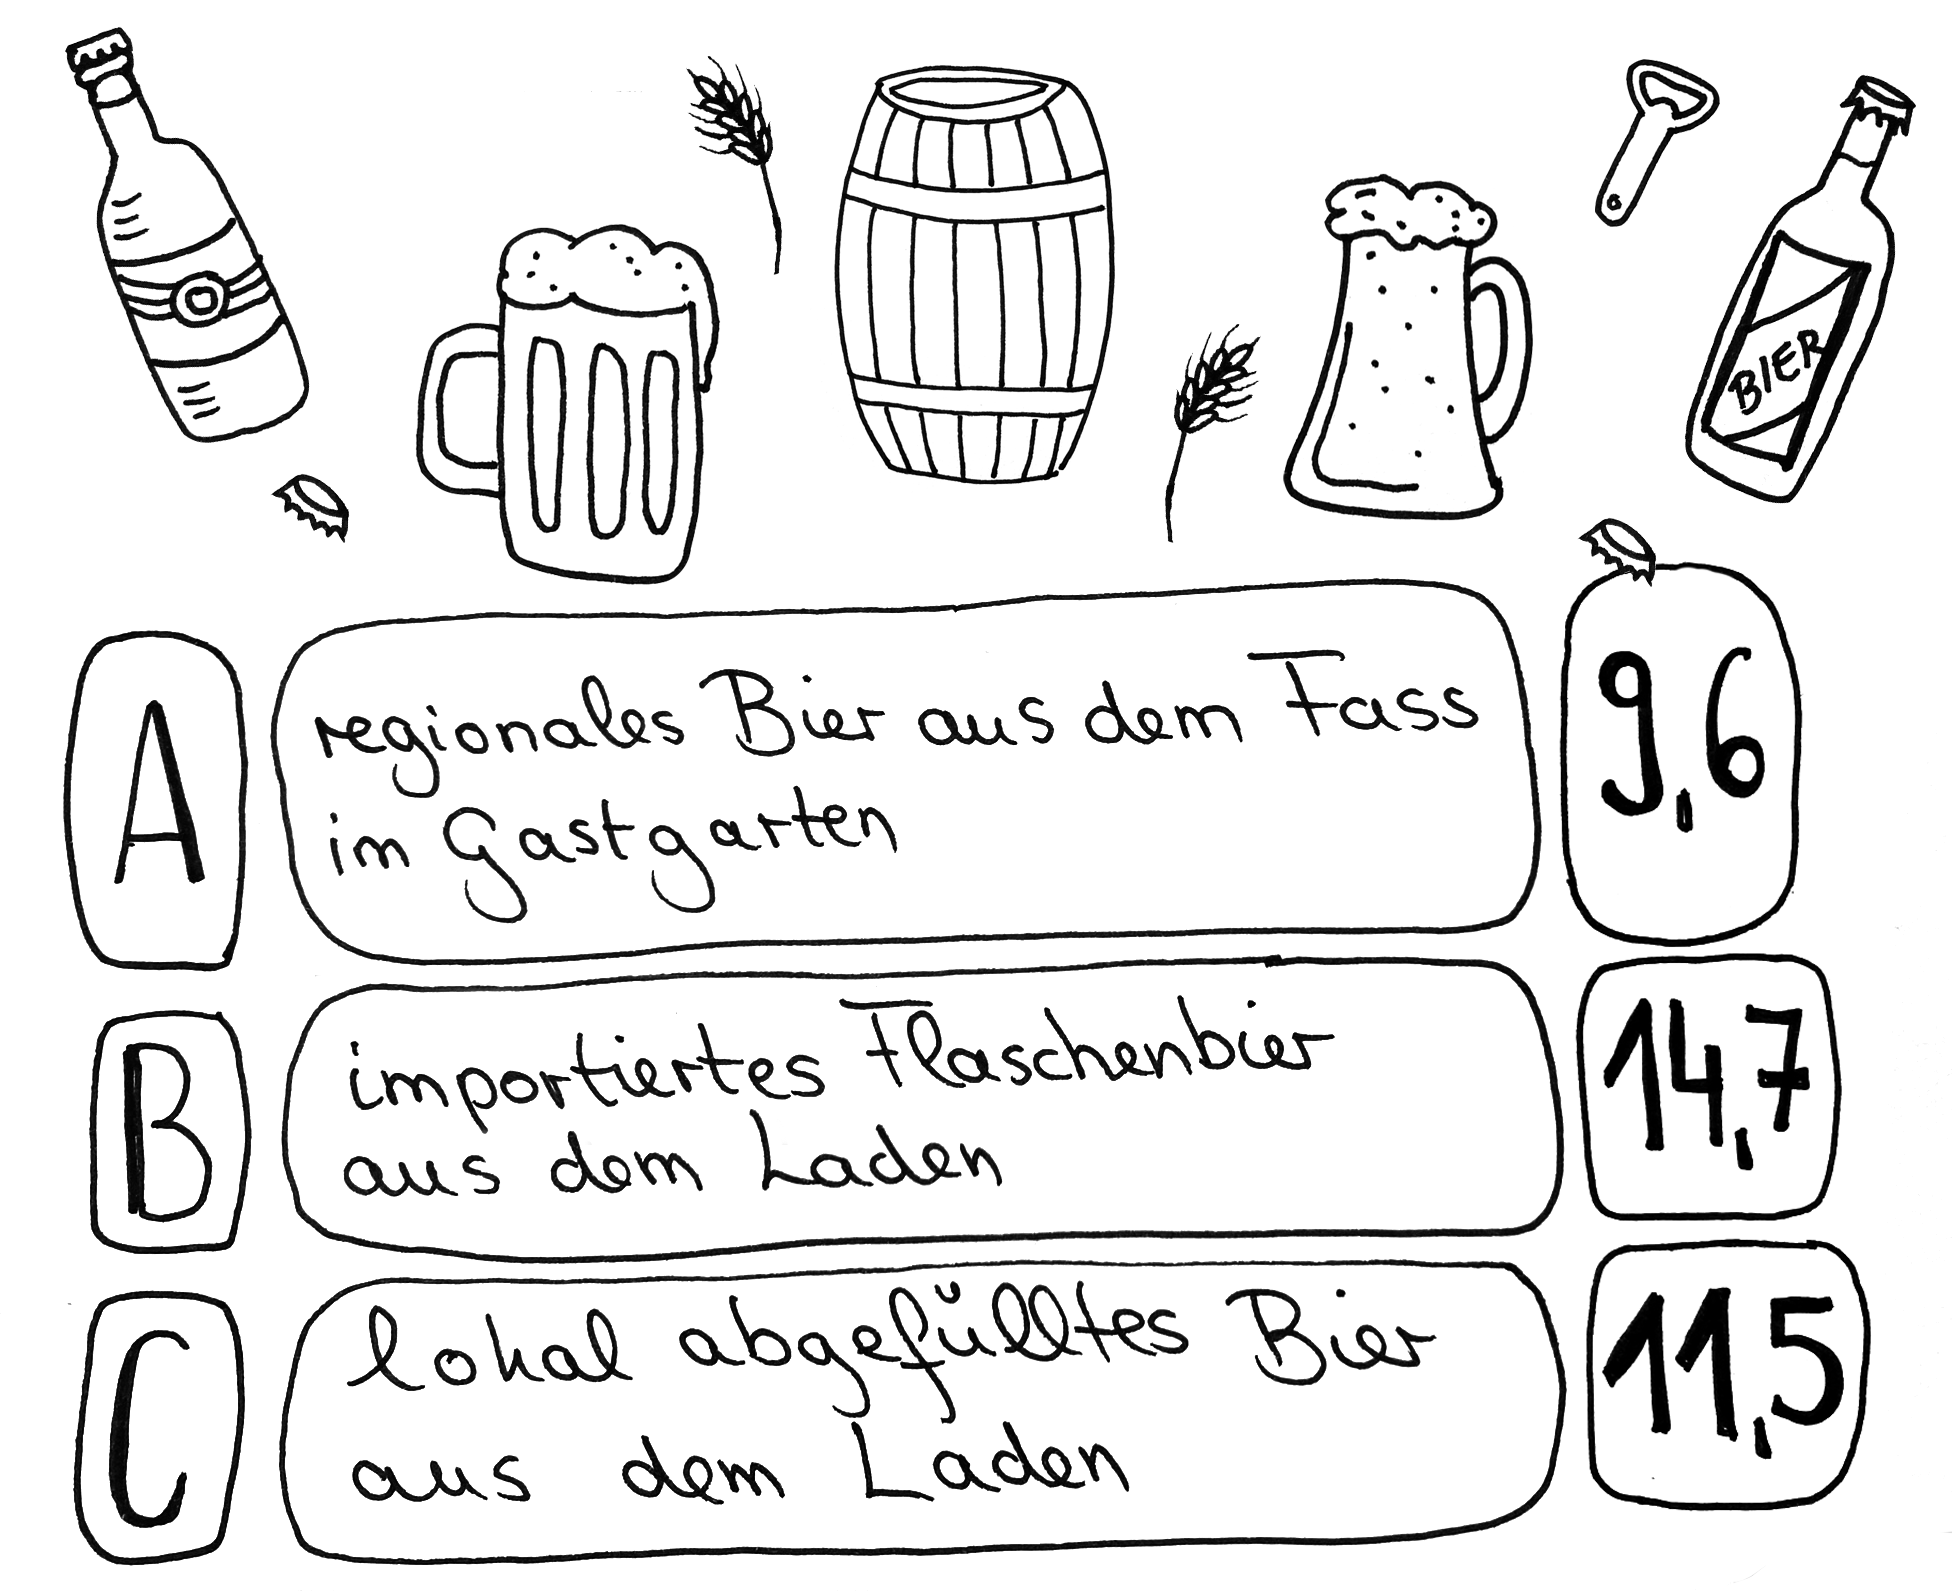 BIER
A
regionales Bier aus dem Fass
im Gastgarten
9,6
B
importiertes Flaschenbier
aus dem Laden
14,7
C
lokal abgefülltes Bier
aus dem Laden
11,5